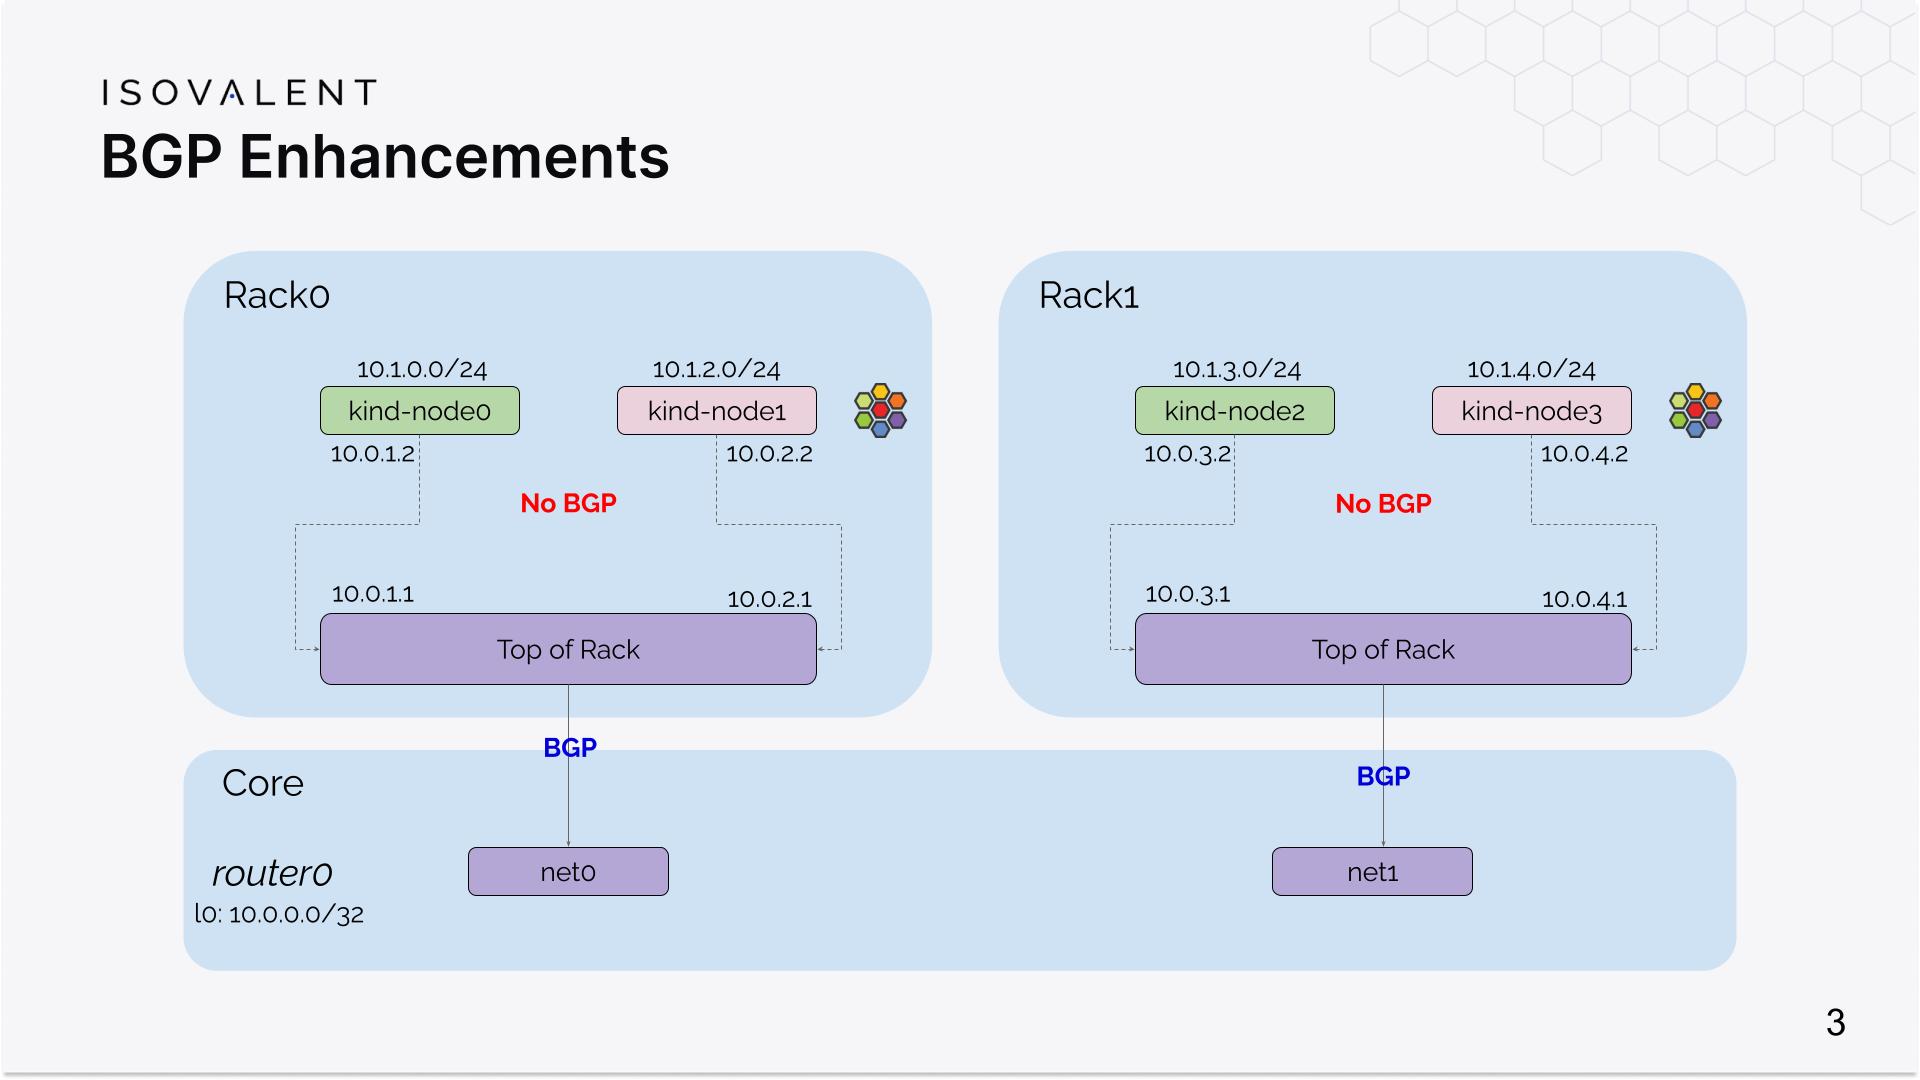 ISOVALENT
BGP Enhancements
Rack0
10.1.0.0/24
10.1.2.0/24
kind-node0
kind-node1
10.0.1.2
10.0.2.2
No BGP
10.0.1.1
10.0.2.1
Top of Rack
BGP
Rack1
10.1.3.0/24
10.1.4.0/24
kind-node2
kind-node3
10.0.3.2
10.0.4.2
No BGP
10.0.3.1
10.0.4.1
Top of Rack
BGP
Core
router0
l0: 10.0.0.0/32
net0
net1
3